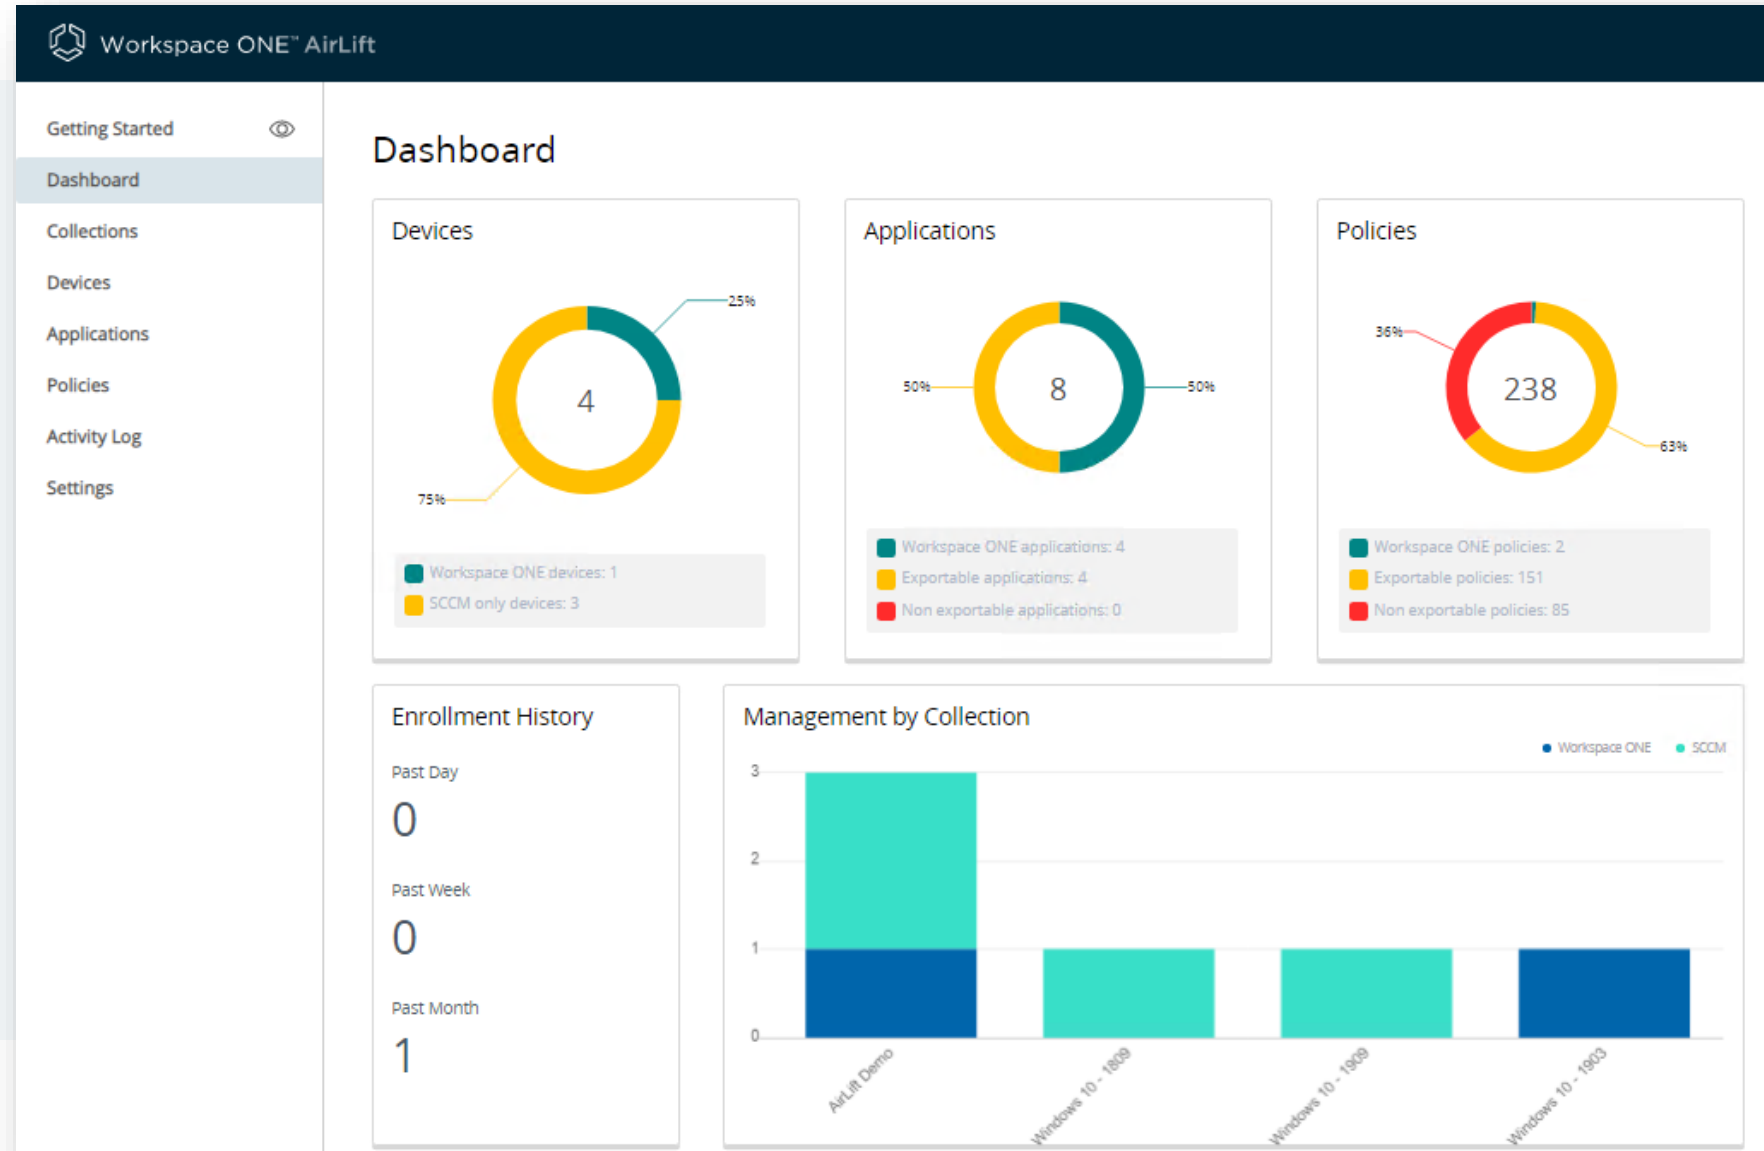 Workspace ONE™ AirLift
Getting Started
Dashboard
Collections
Devices
Applications
Policies
Activity Log
Settings
Dashboard
Devices
25%
4
75%
Workspace ONE devices: 1
SCCM only devices: 3
Applications
50%
8
50%
Workspace ONE applications: 4
Exportable applications: 4
Non exportable applications: 0
Policies
36%
238
63%
Workspace ONE policies: 2
Exportable policies: 151
Non exportable policies: 85
Enrollment History
Past Day
0
Past Week
0
Past Month
1
Management by Collection
Workspace ONE SCCM
3
2
1
0
AirLift Demo
Windows 10 - 1809
Windows 10 - 1909
Windows 10 - 1903